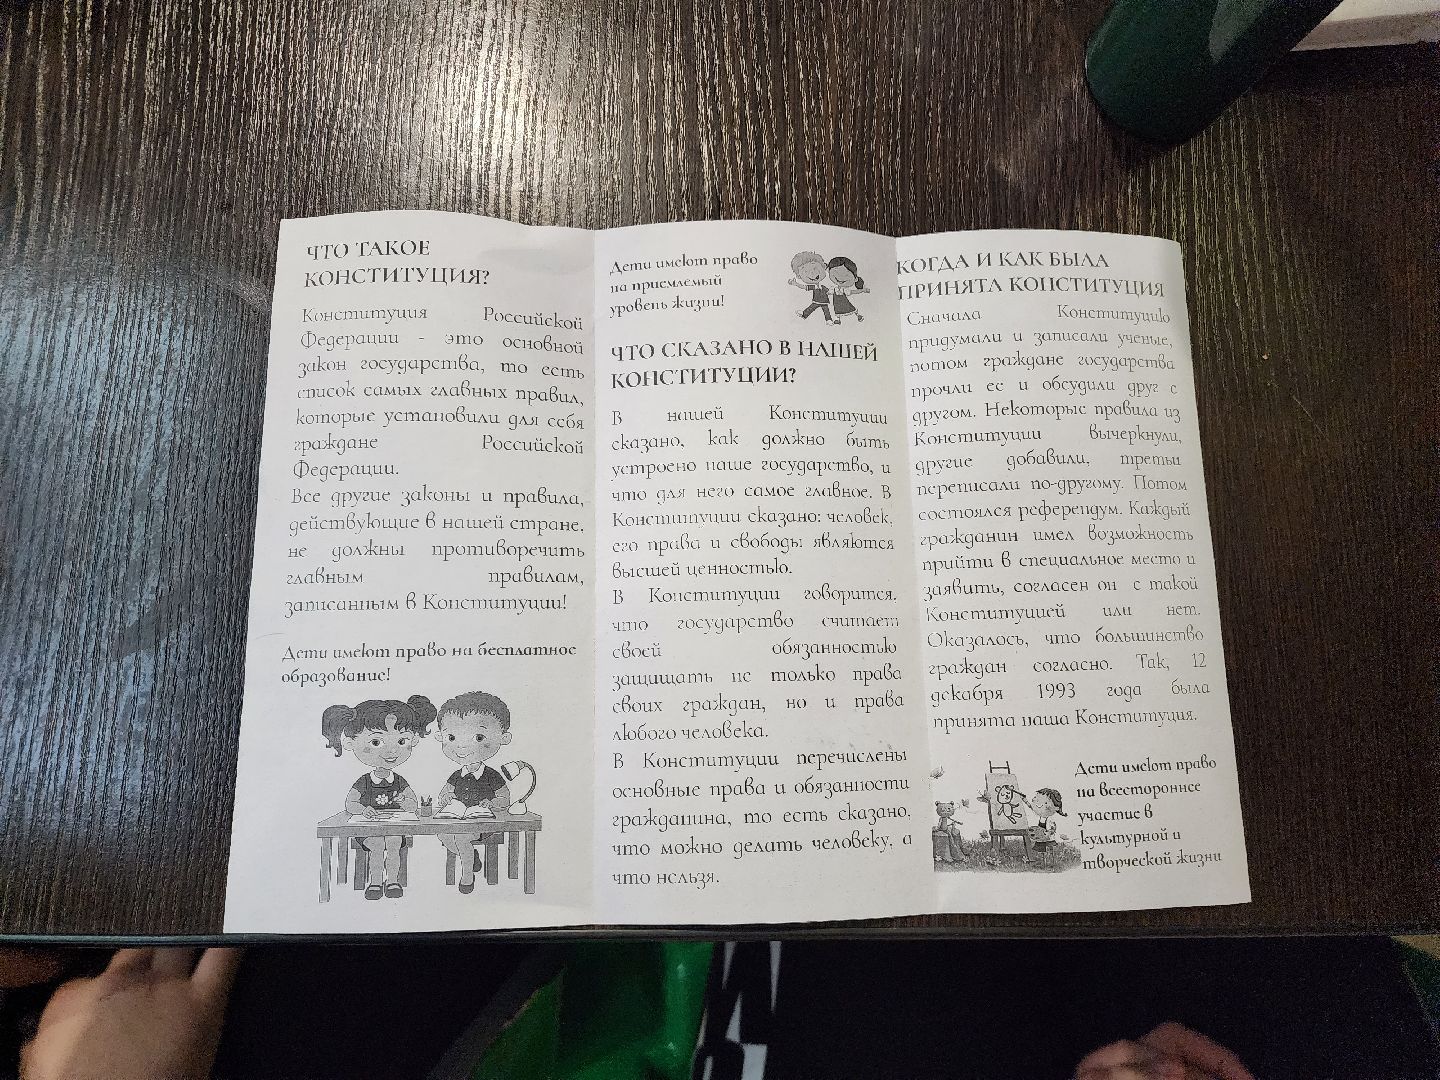 ЧТО ТАКОЕ
КОНСТИТУЦИЯ?
Конституция Российской
Федерации - это основной
закон государства, то есть
список самых главных правил,
которые установили для себя
граждане Российской
Федерации.
Все другие законы и правила,
действующие в нашей стране,
не должны противоречить
главным правилам,
записанным в Конституции!
Дети имеют право на бесплатное
образование!
Дети имеют право
на приемлемый
уровень жизни!
ЧТО СКАЗАНО В НАШЕЙ
КОНСТИТУЦИИ?
В нашей Конституции
сказано, как должно быть
устроено наше государство, и
что для него самое главное. В
Конституции сказано: человек,
его права и свободы являются
высшей ценностью.
В Конституции говорится,
что государство считает
своей обязанностью
защищать не только права
своих граждан, но и права
любого человека.
В Конституции перечислены
основные права и обязанности
гражданина, то есть сказано,
что можно делать человеку, а
что нельзя.
КОГДА И КАК БЫЛА
ПРИНЯТА КОНСТИТУЦИЯ
Сначала Конституцию
придумали и записали ученые,
потом граждане государства
прочли ее и обсудили друг с
другом. Некоторые правила из
Конституции вычеркнули,
другие добавили, третьи
переписали по-другому. Потом
состоялся референдум. Каждый
гражданин имел возможность
прийти в специальное место и
заявить, согласен он с такой
Конституцией или нет.
Оказалось, что большинство
граждан согласно. Так, 12
декабря 1993 года была
принята наша Конституция.
Дети имеют право
на всестороннее
участие в
культурной и
творческой жизни